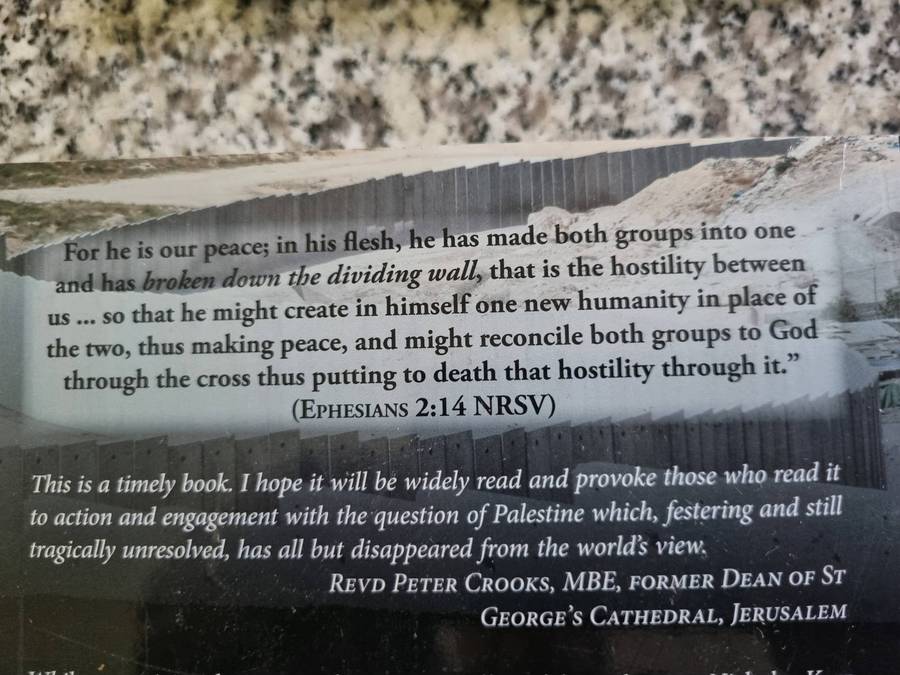 For he is our peace; in his flesh, he has made both groups into one
and has broken down the dividing wall, that is the hostility between
us ... so that he might create in himself one new humanity in place of
the two, thus making peace, and might reconcile both groups to God
through the cross thus putting to death that hostility through it.”
(Ephesians 2:14 NRSV)
This is a timely book. I hope it will be widely read and provoke those who read it
to action and engagement with the question of Palestine which, festering and still
tragically unresolved, has all but disappeared from the world’s view.
Revd Peter Crooks, MBE, former Dean of St
George’s Cathedral, Jerusalem